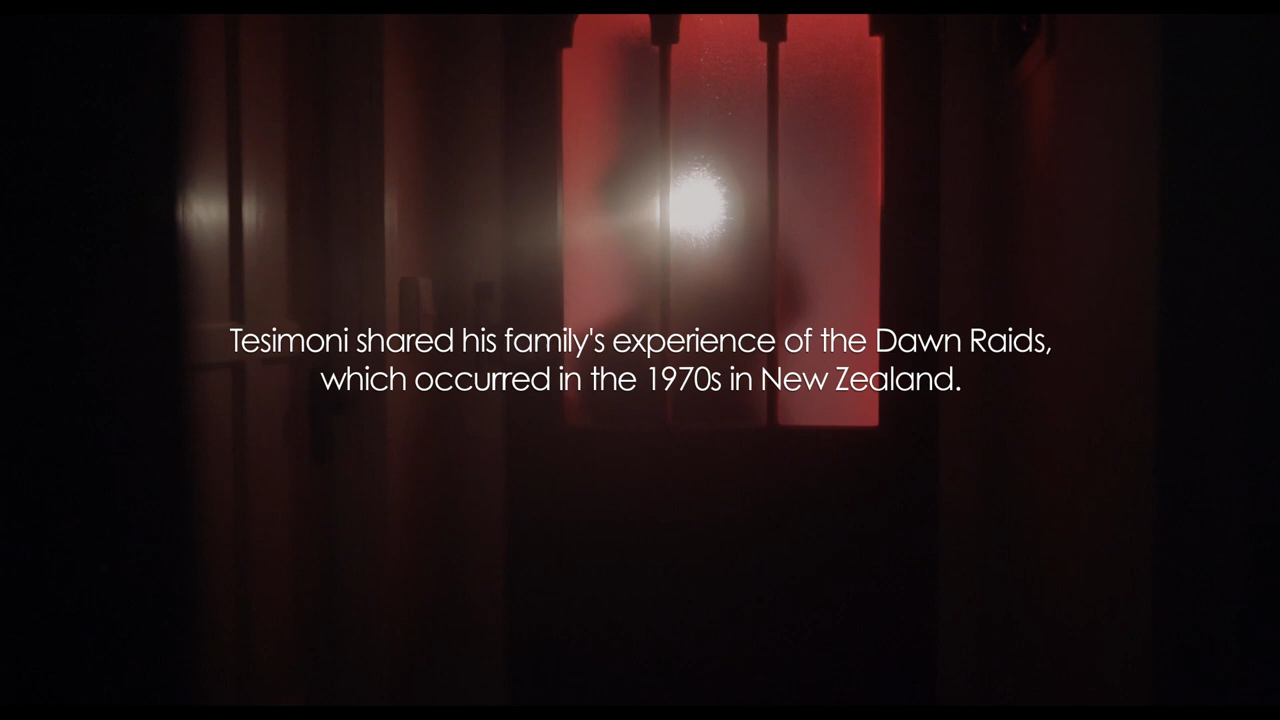 Tesimoni shared his family's experience of the Dawn Raids,
which occurred in the 1970s in New Zealand.